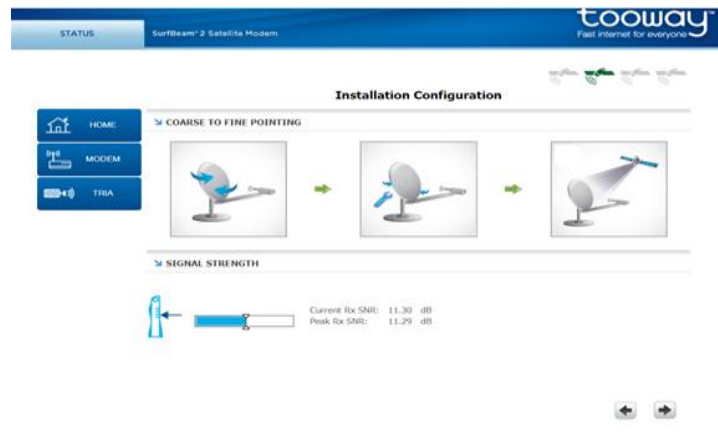 tooway
Fast internet for everyone
STATUS
SurfBeam® 2 Satellite Modem
Installation Configuration
HOME
MODEM
TRIA
COARSE TO FINE POINTING
SIGNAL STRENGTH
Current Rx SNR: 11.30 dB
Peak Rx SNR: 11.29 dB